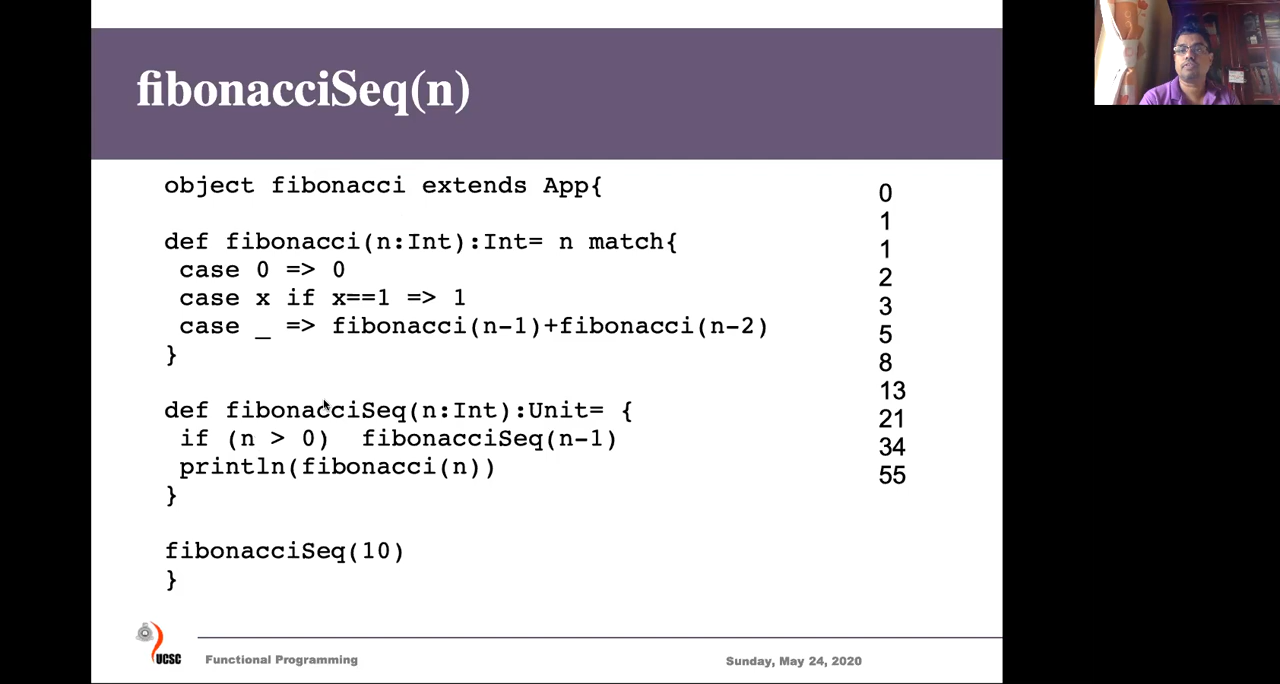 fibonacciSeq(n)
object fibonacci extends App{
def fibonacci(n:Int):Int= n match{
case 0 => 0
case x if x==1 => 1
case _ => fibonacci(n-1)+fibonacci(n-2)
}
def fibonacciSeq(n:Int):Unit= {
if (n > 0)  fibonacciSeq(n-1)
println(fibonacci(n))
}
fibonacciSeq(10)
}
0
1
1
2
3
5
8
13
21
34
55
UCSC
Functional Programming
Sunday, May 24, 2020